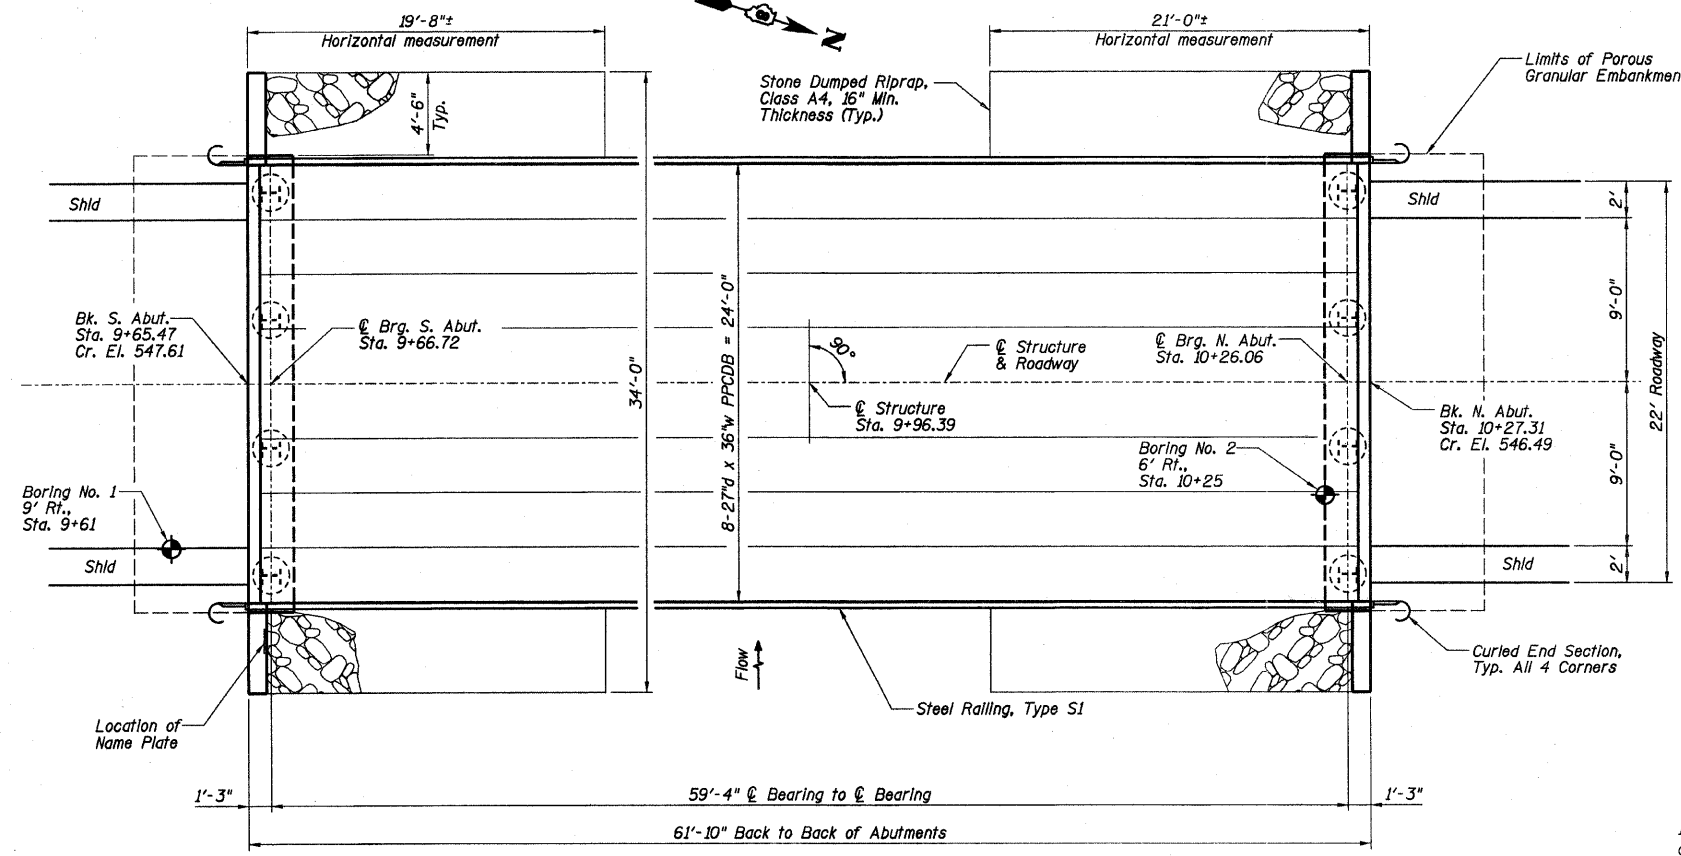 19'-8"±
Horizontal measurement
N
21'-0"±
Horizontal measurement
Limits of Porous
Granular Embankmen
Stone Dumped Riprap,
Class A4, 16" Min.
Thickness (Typ.)
4'-6"
Typ.
Shld
Shld
2'
Bk. S. Abut.
Sta. 9+65.47
Cr. El. 547.61
℄ Brg. S. Abut.
Sta. 9+66.72
34'-0"
8-27"d x 36"w PPCDB = 24'-0"
90°
℄ Structure
& Roadway
℄ Structure
Sta. 9+96.39
℄ Brg. N. Abut.
Sta. 10+26.06
9'-0"
22' Roadway
Bk. N. Abut.
Sta. 10+27.31
Cr. El. 546.49
9'-0"
Boring No. 1
9' Rt.,
Sta. 9+61
Boring No. 2
6' Rt.,
Sta. 10+25
Shld
Shld
2'
Flow
Curled End Section,
Typ. All 4 Corners
Steel Railing, Type S1
Location of
Name Plate
1'-3"
59'-4" ℄ Bearing to ℄ Bearing
1'-3"
61'-10" Back to Back of Abutments